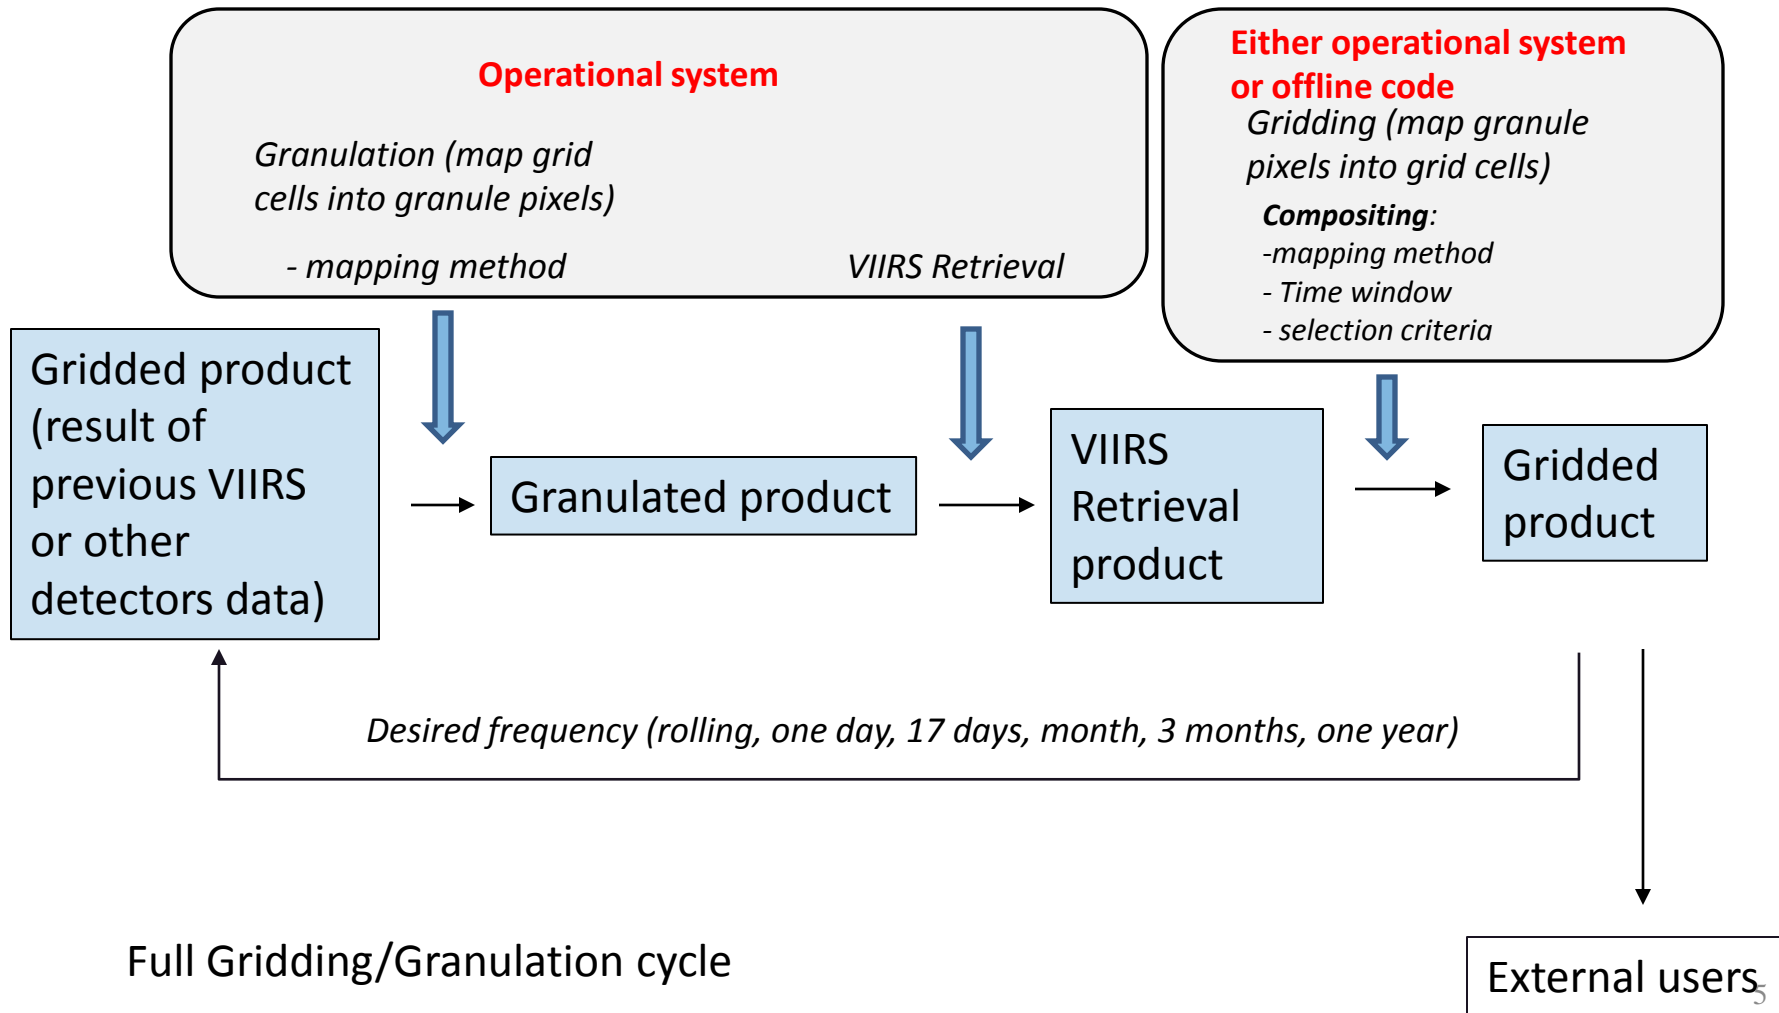 Operational system
Granulation (map grid
cells into granule pixels)
- mapping method
VIIRS Retrieval
Either operational system
or offline code
Gridding (map granule
pixels into grid cells)
Compositing:
-mapping method
- Time window
- selection criteria
Gridded product
(result of
previous VIIRS
or other
detectors data)
Granulated product
VIIRS
Retrieval
product
Gridded
product
Desired frequency (rolling, one day, 17 days, month, 3 months, one year)
Full Gridding/Granulation cycle
External users
5